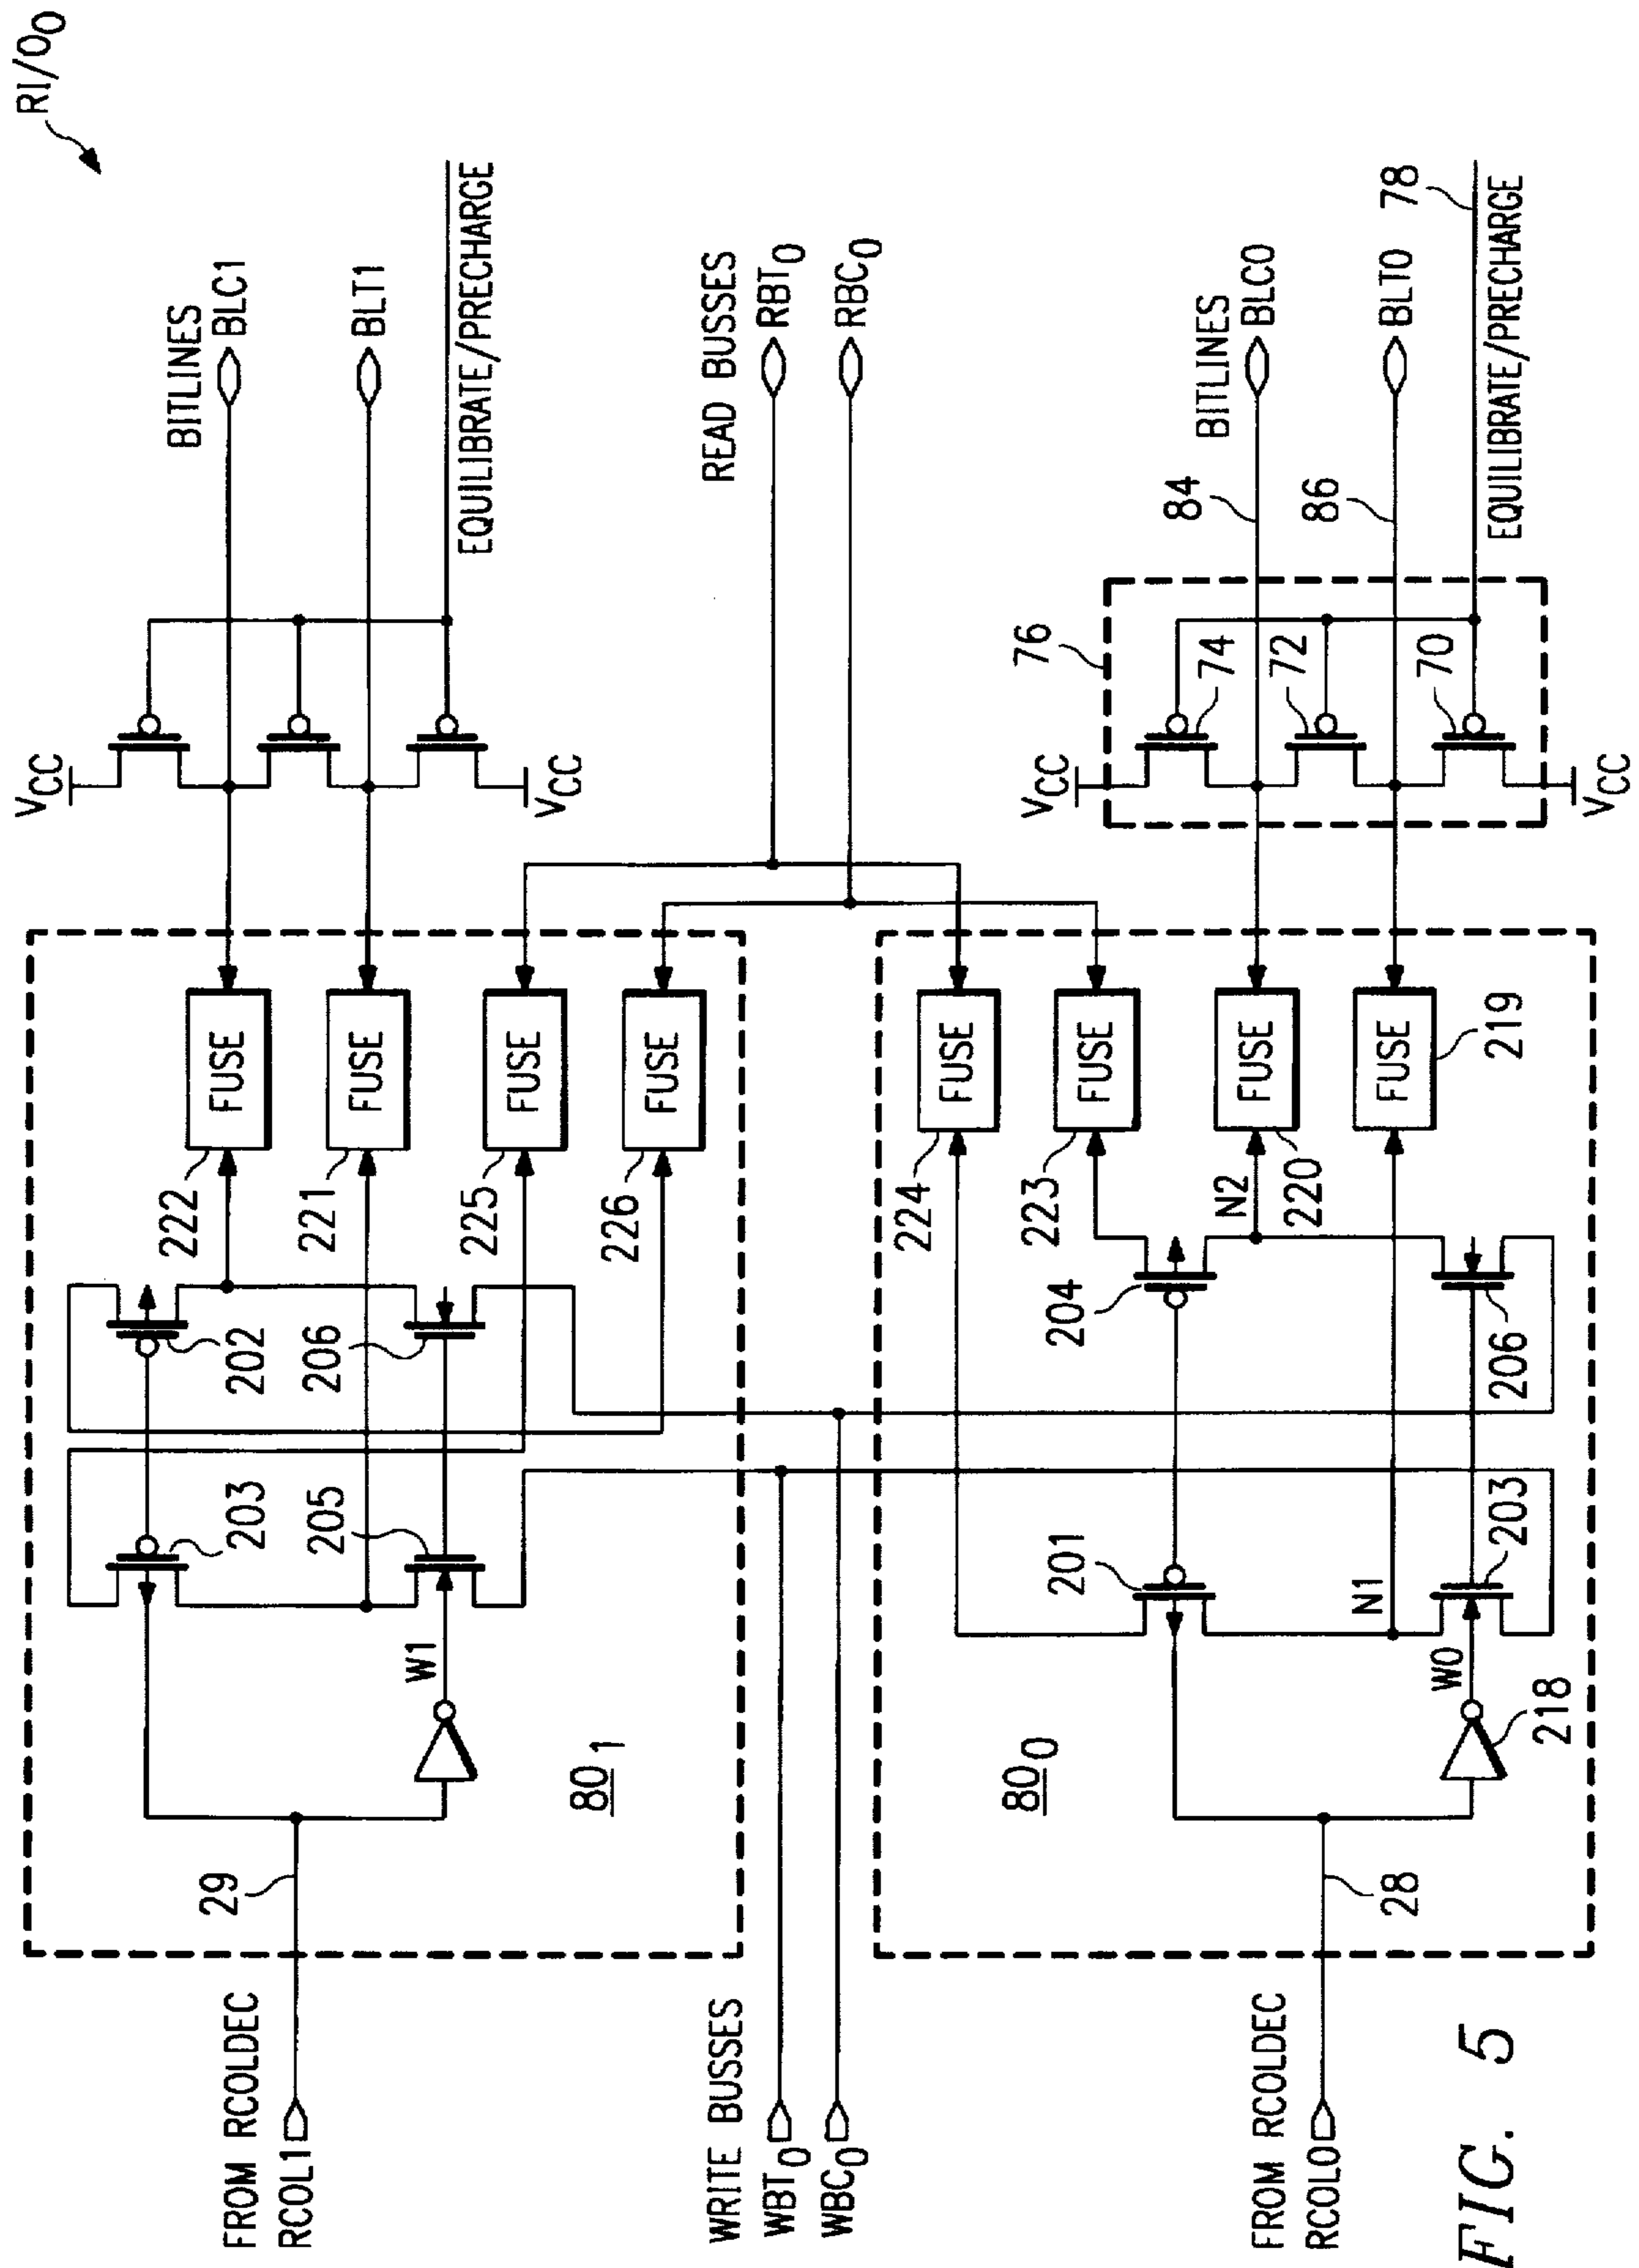 RI/O0
BITLINES
BLC1
BLT1
EQUILIBRATE/PRECHARGE
VCC
VCC
FUSE
FUSE
FUSE
FUSE
222
221
225
226
202
206
203
205
W1
29
80 1
FROM RCOLDEC
RCOL1
READ BUSSES
RBT0
RBC0
WRITE BUSSES
WBT0
WBC0
BITLINES
BLC0
BLT0
84
86
78
EQUILIBRATE/PRECHARGE
76
74
72
70
VCC
VCC
FUSE
FUSE
FUSE
FUSE
219
224
223
N2
220
204
206
201
N1
203
W0
218
80 0
28
FROM RCOLDEC
RCOL0
FIG. 5